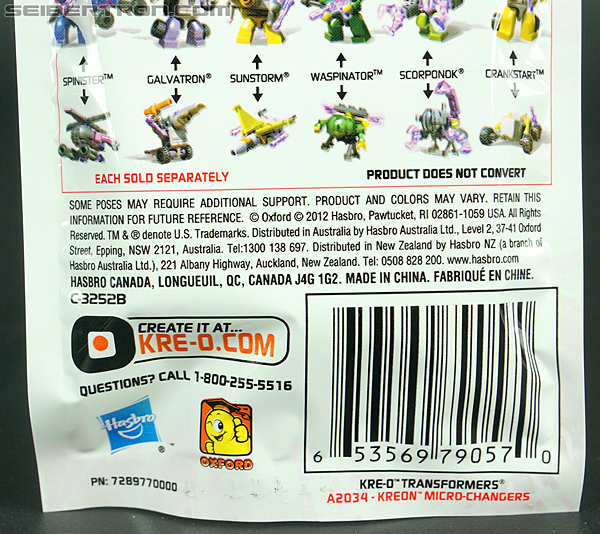 SEIBERTRON.COM
SPINISTER™ GALVATRON® SUNSTORM® WASPINATOR™ SCORPONOK® CRANKSTART™
EACH SOLD SEPARATELY PRODUCT DOES NOT CONVERT
SOME POSES MAY REQUIRE ADDITIONAL SUPPORT. PRODUCT AND COLORS MAY VARY. RETAIN THIS
INFORMATION FOR FUTURE REFERENCE. © Oxford © 2012 Hasbro, Pawtucket, RI 02861-1059 USA. All Rights
Reserved. TM & ® denote U.S. Trademarks. Distributed in Australia by Hasbro Australia Ltd., Level 2, 37-41 Oxford
Street, Epping, NSW 2121, Australia. Tel:1300 138 697. Distributed in New Zealand by Hasbro NZ (a branch of
Hasbro Australia Ltd.), 221 Albany Highway, Auckland, New Zealand. Tel: 0508 828 200. www.hasbro.com
HASBRO CANADA, LONGUEUIL, QC, CANADA J4G 1G2. MADE IN CHINA. FABRIQUÉ EN CHINE.
C-3252B
CREATE IT AT...
KRE-O.COM
QUESTIONS? CALL 1-800-255-5516
Hasbro ®
OXFORD
PN: 7289770000
6 53569 79057 0
KRE-O™ TRANSFORMERS®
A2034 - KREON™ MICRO-CHANGERS